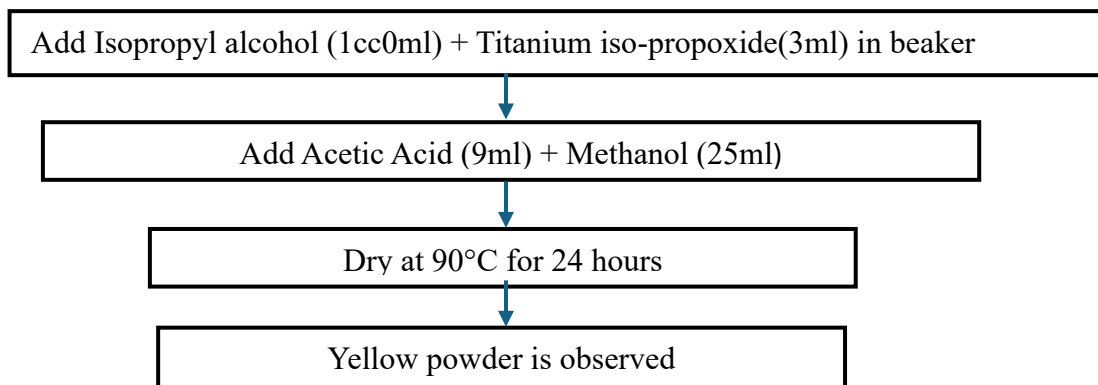 Add Isopropyl alcohol (1cc0ml) + Titanium iso-propoxide(3ml) in beaker
Add Acetic Acid (9ml) + Methanol (25ml)
Dry at 90°C for 24 hours
Yellow powder is observed